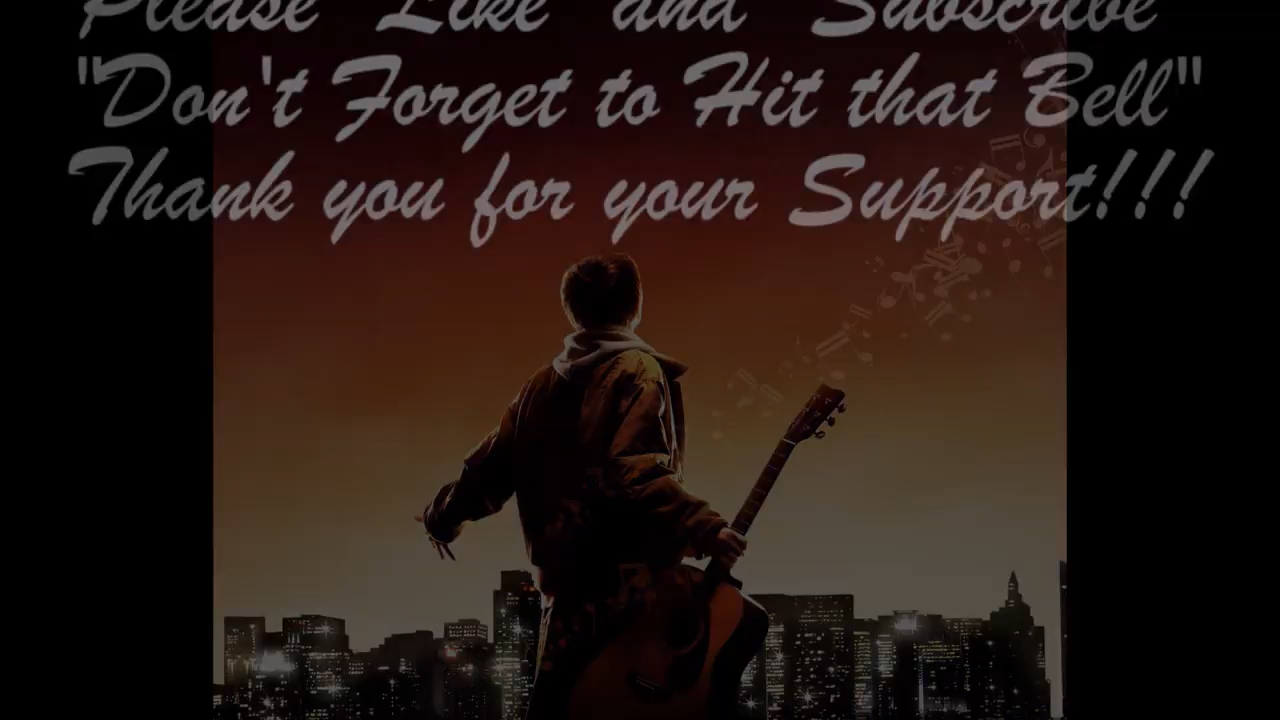 Please "Like" and "Subscribe"
"Don't Forget to Hit that Bell"
Thank you for your Support!!!